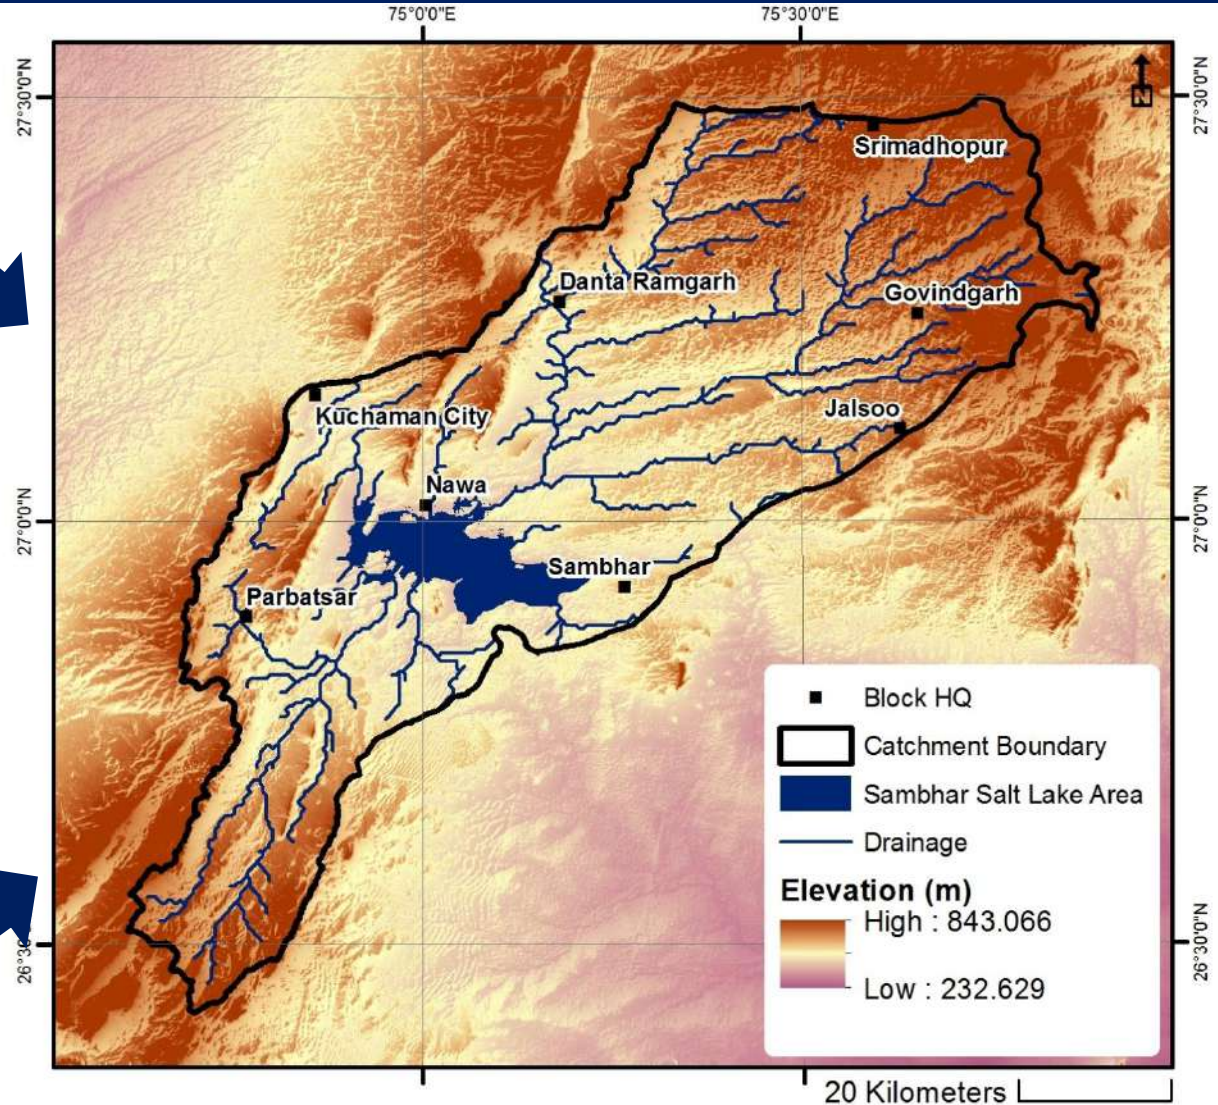 75°0'0"E
75°30'0"E
27°30'0"N
27°30'0"N
N
Srimadhopur
Danta Ramgarh
Govindgarh
Kuchaman City
Jalsoo
Nawa
27°0'0"N
27°0'0"N
Sambhar
Parbatsar
Block HQ
Catchment Boundary
Sambhar Salt Lake Area
Drainage
Elevation (m)
High : 843.066
Low : 232.629
26°30'0"N
20 Kilometers